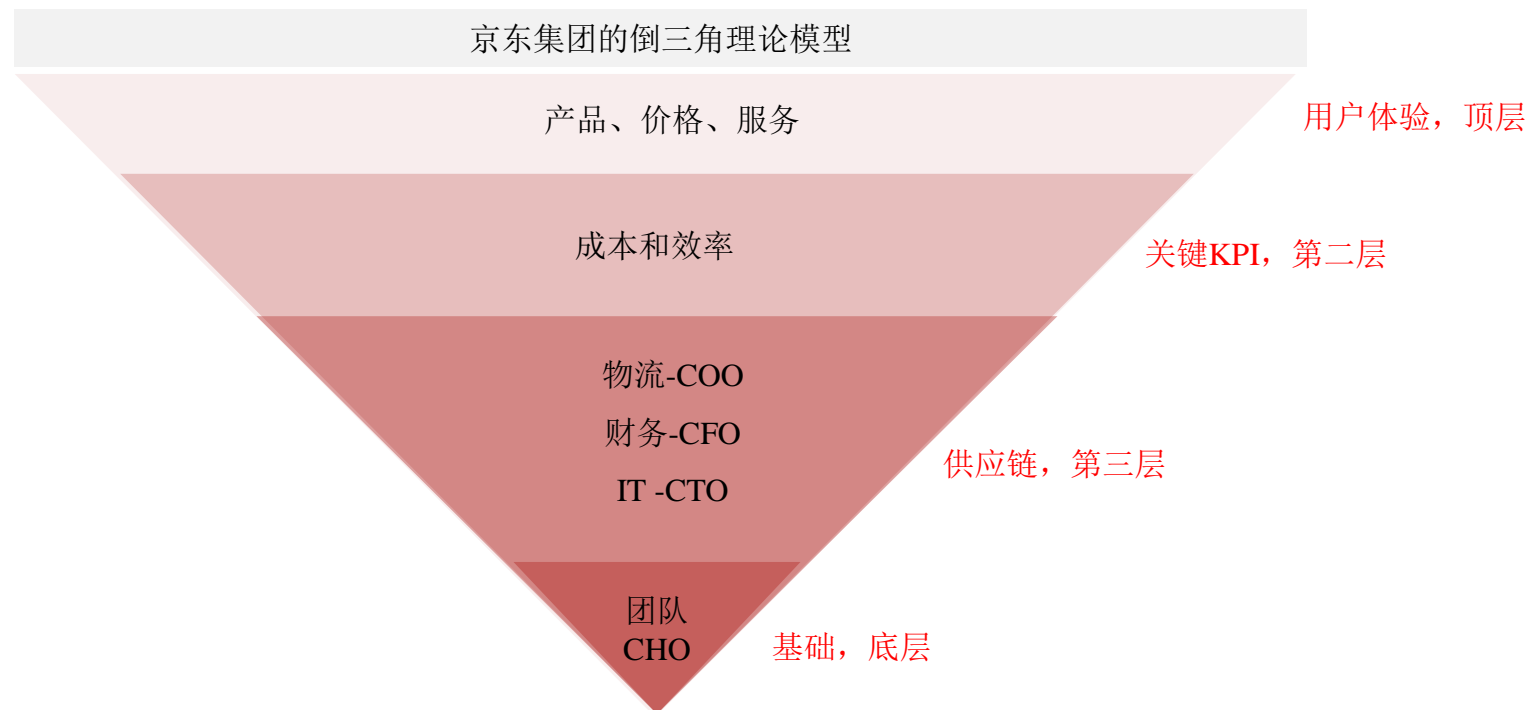 京东集团的倒三角理论模型
产品、价格、服务
用户体验，顶层
成本和效率
关键KPI，第二层
物流-COO
财务-CFO
IT -CTO
供应链，第三层
团队
CHO
基础，底层